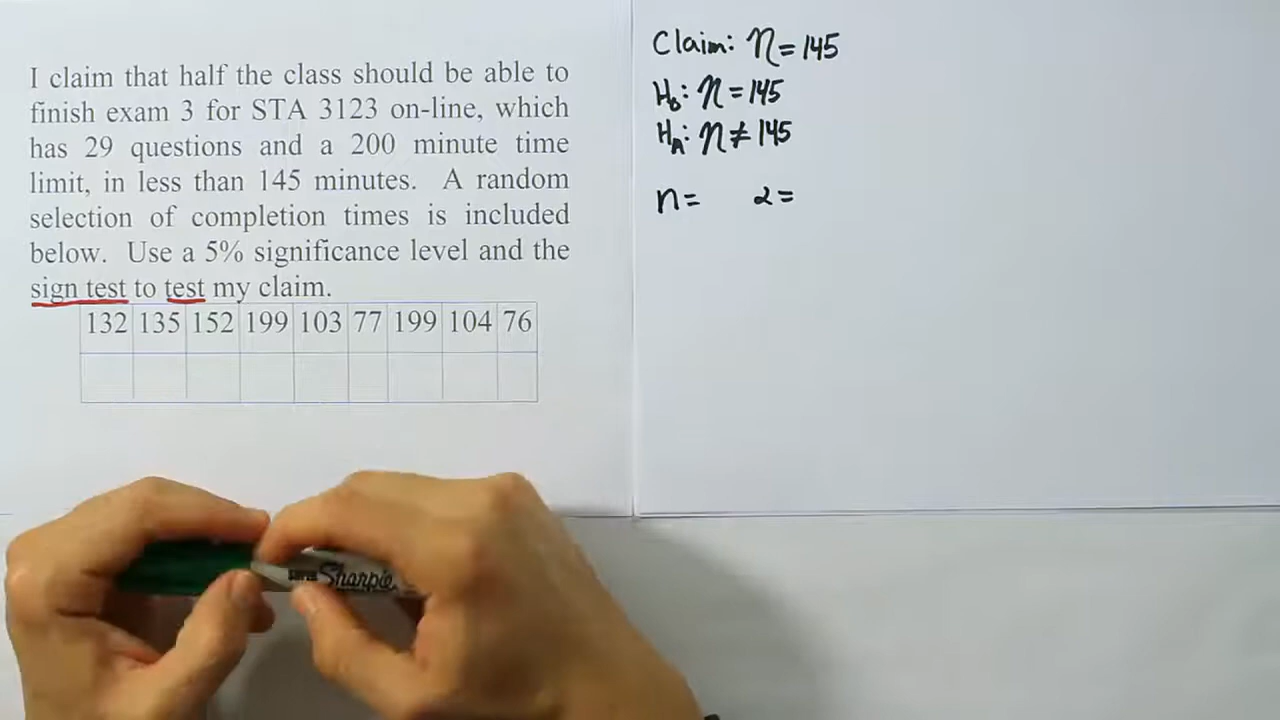 I claim that half the class should be able to
finish exam 3 for STA 3123 on-line, which
has 29 questions and a 200 minute time
limit, in less than 145 minutes. A random
selection of completion times is included
below. Use a 5% significance level and the
sign test to test my claim.
132 135 152 199 103 77 199 104 76
Claim: η = 145
H₀: η = 145
Hₐ: η ≠ 145
n= α =
Sharpie